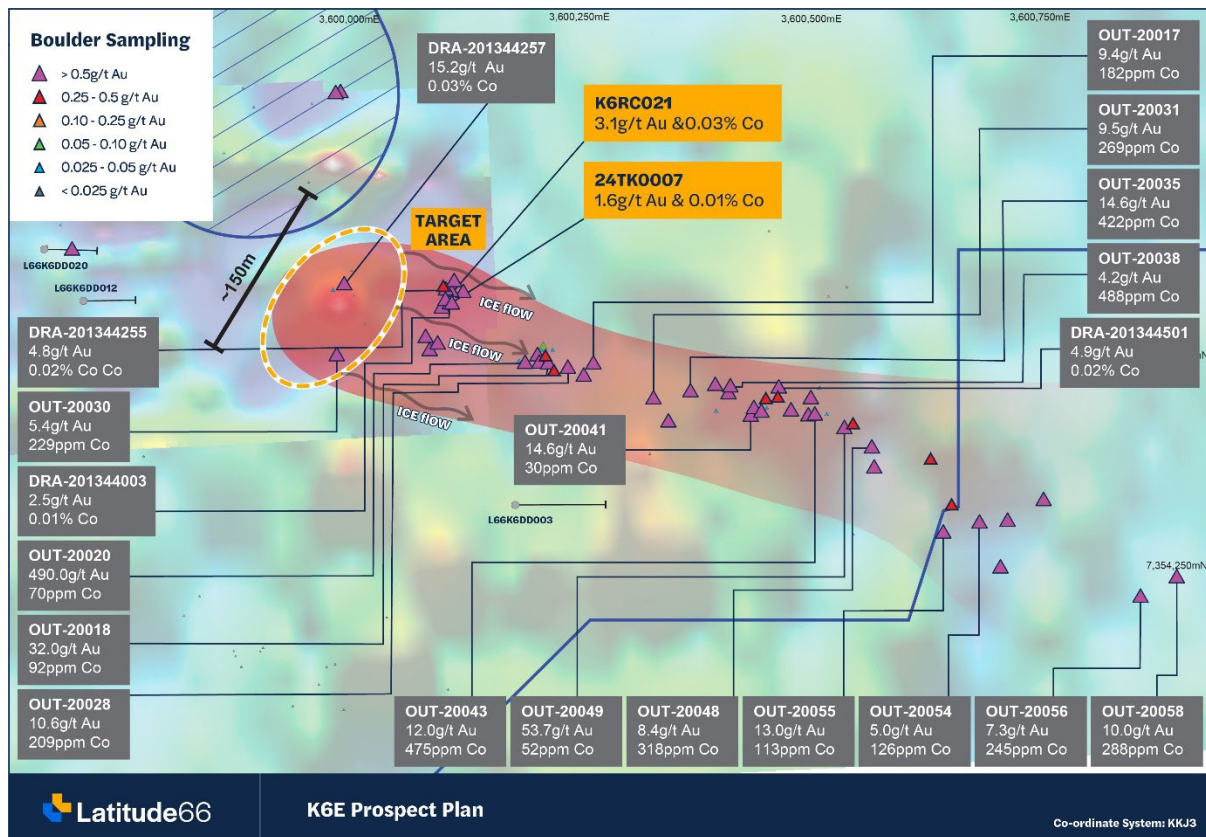 3,600,000mE
3,600,250mE
3,600,500mE
3,600,750mE
Boulder Sampling
> 0.5g/t Au
0.25 - 0.5 g/t Au
0.10 - 0.25 g/t Au
0.05 - 0.10 g/t Au
0.025 - 0.05 g/t Au
< 0.025 g/t Au
DRA-201344257
15.2g/t Au
0.03% Co
K6RC021
3.1g/t Au &0.03% Co
24TK0007
1.6g/t Au & 0.01% Co
OUT-20017
9.4g/t Au
182ppm Co
OUT-20031
9.5g/t Au
269ppm Co
OUT-20035
14.6g/t Au
422ppm Co
OUT-20038
4.2g/t Au
488ppm Co
DRA-201344501
4.9g/t Au
0.02% Co
TARGET
AREA
~150m
L66K6DD020
L66K6DD012
ICE flOW
ICE flOW
ICE flOW
DRA-201344255
4.8g/t Au
0.02% Co Co
OUT-20030
5.4g/t Au
229ppm Co
DRA-201344003
2.5g/t Au
0.01% Co
OUT-20020
490.0g/t Au
70ppm Co
OUT-20018
32.0g/t Au
92ppm Co
OUT-20028
10.6g/t Au
209ppm Co
OUT-20041
14.6g/t Au
30ppm Co
L66K6DD003
7,354,250mN
OUT-20043
12.0g/t Au
475ppm Co
OUT-20049
53.7g/t Au
52ppm Co
OUT-20048
8.4g/t Au
318ppm Co
OUT-20055
13.0g/t Au
113ppm Co
OUT-20054
5.0g/t Au
126ppm Co
OUT-20056
7.3g/t Au
245ppm Co
OUT-20058
10.0g/t Au
288ppm Co
Latitude66
K6E Prospect Plan
Co-ordinate System: KKJ3